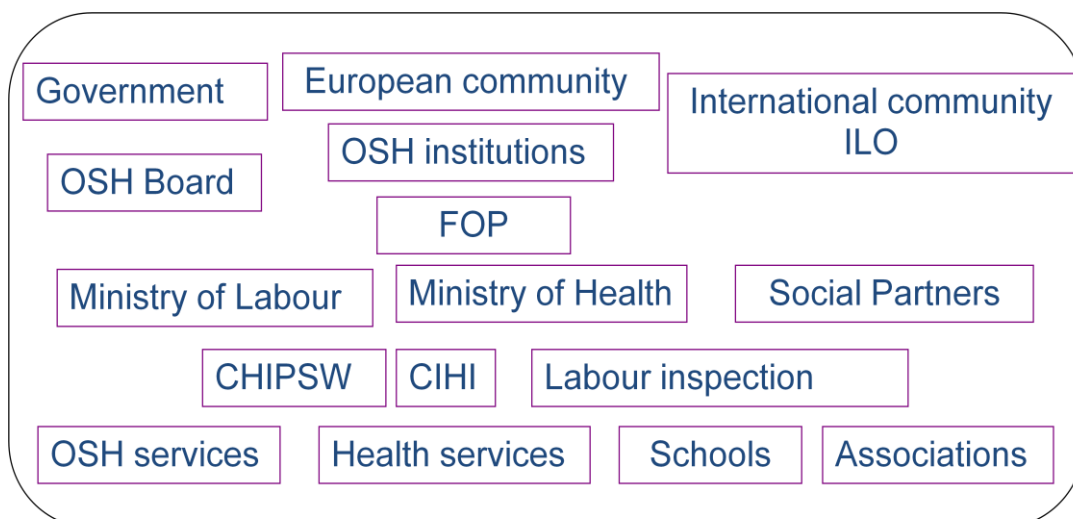 Government
European community
International community
ILO
OSH institutions
OSH Board
FOP
Ministry of Labour
Ministry of Health
Social Partners
CHIPSW
CIHI
Labour inspection
OSH services
Health services
Schools
Associations